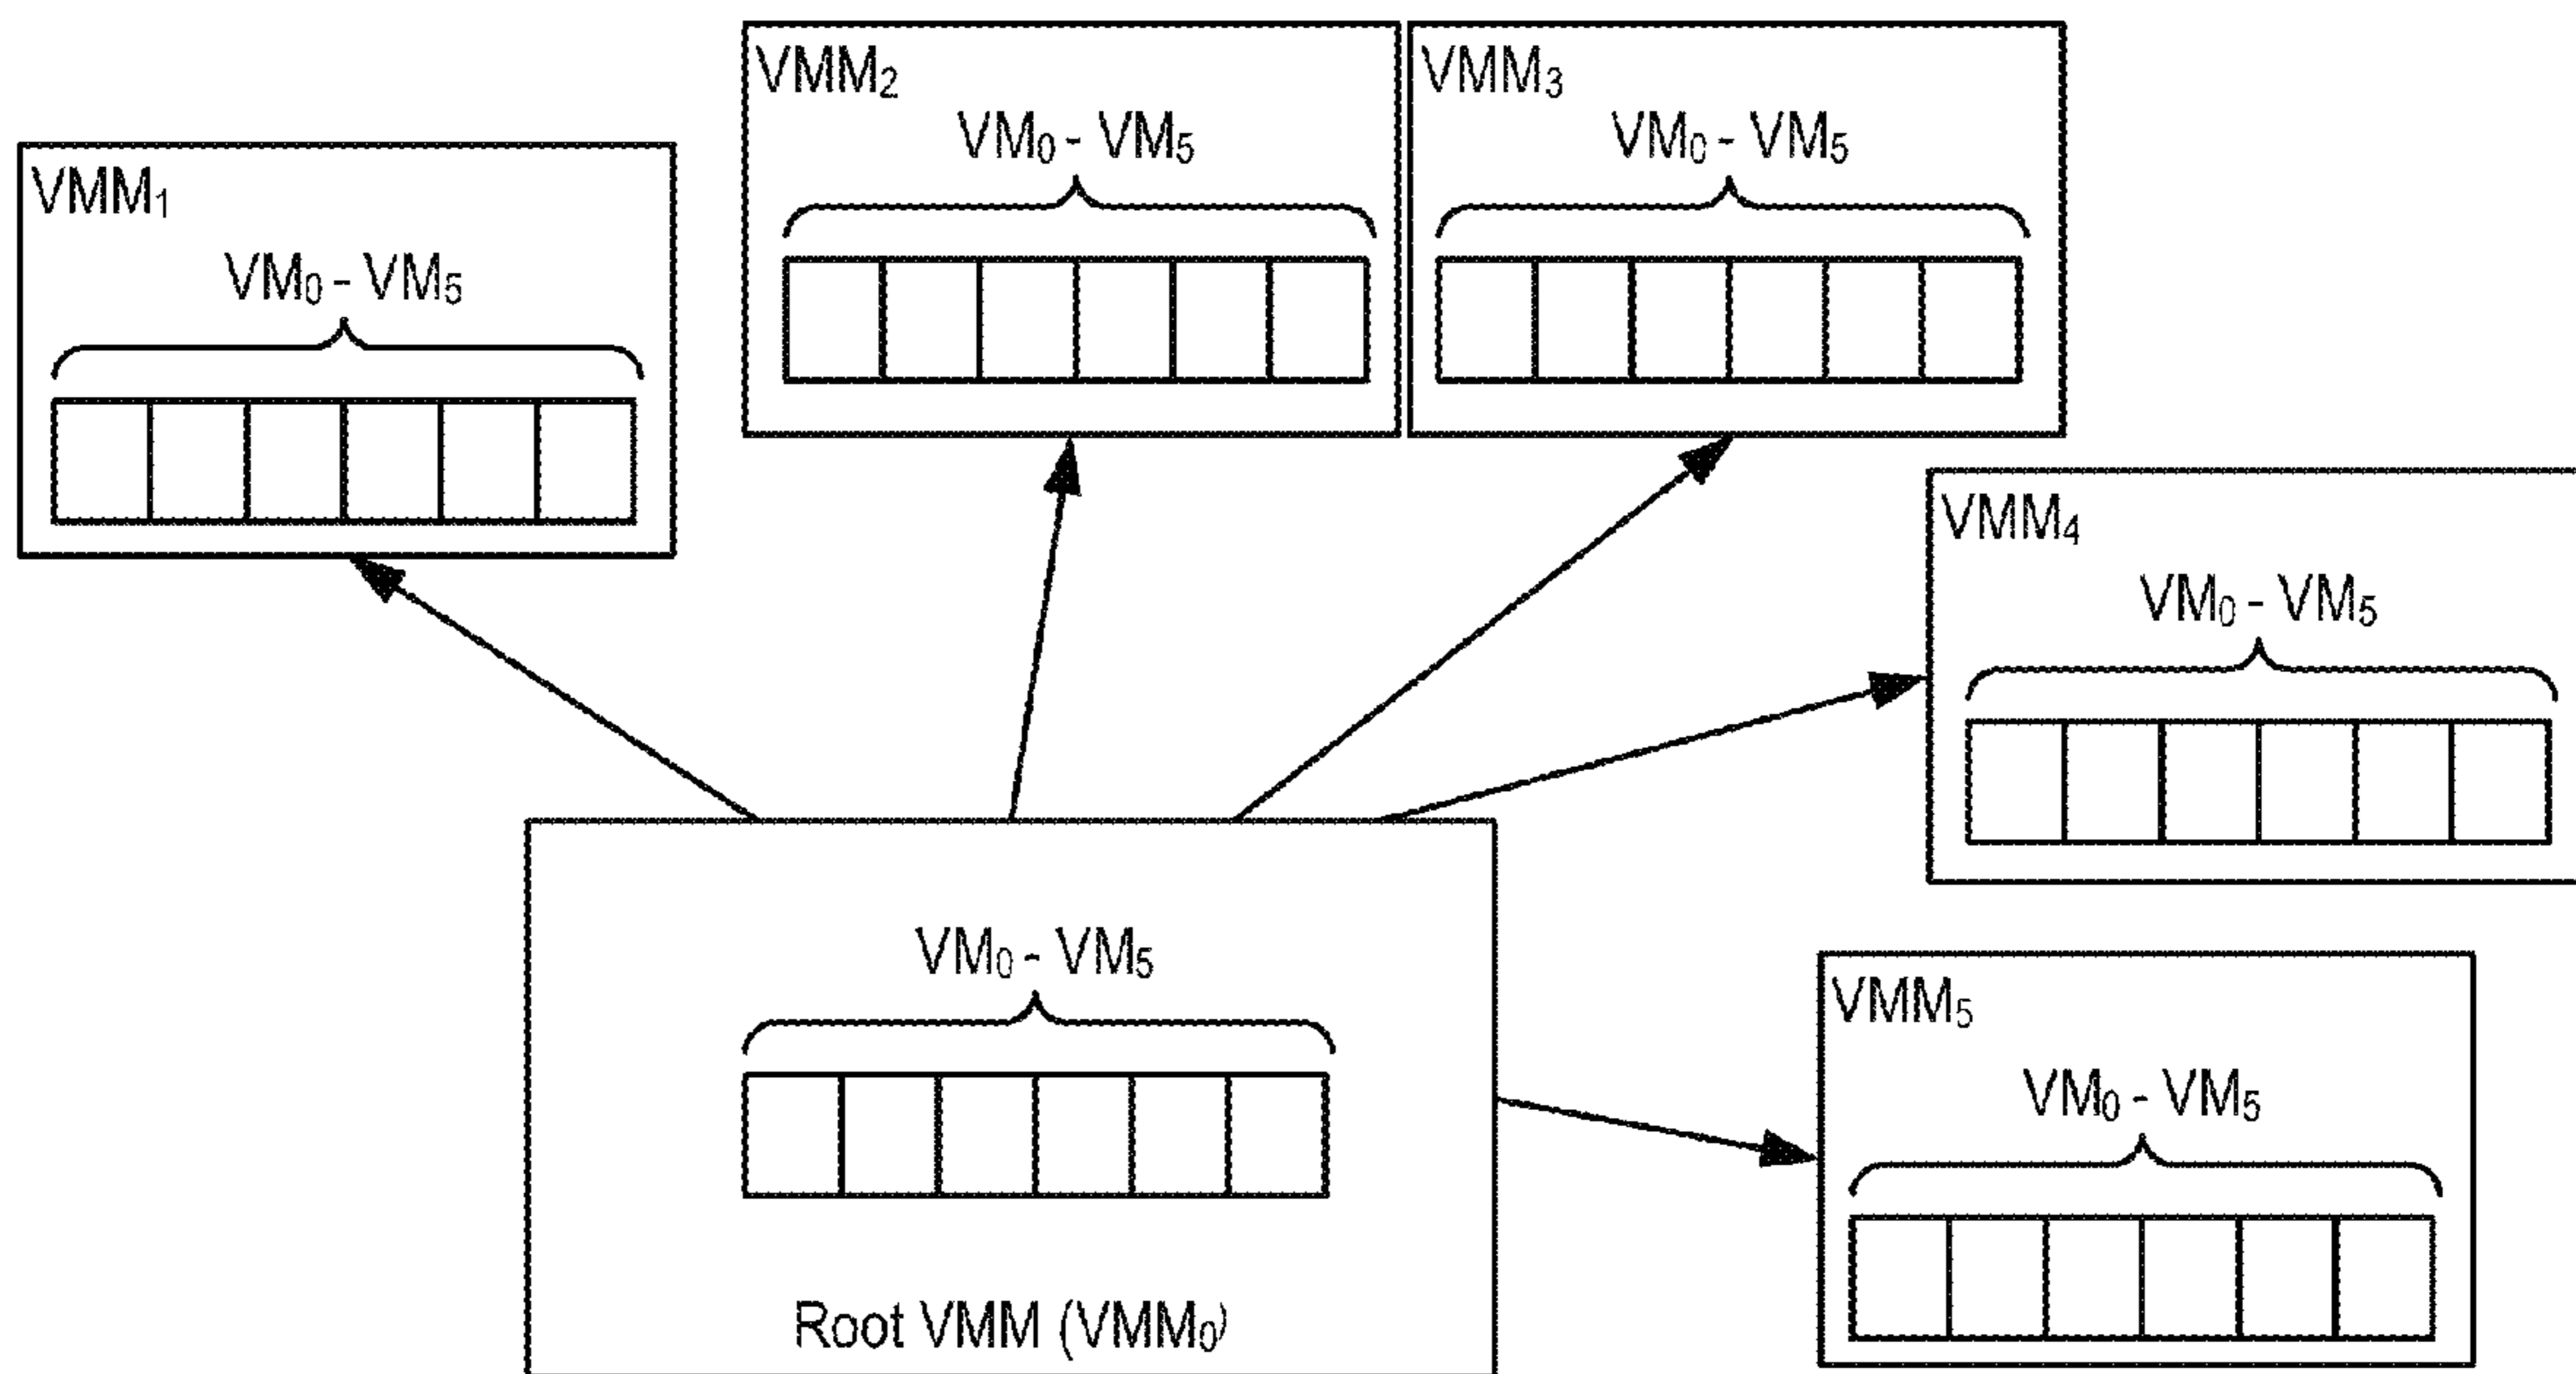 VMM₂
VM₀ - VM₅
VMM₃
VM₀ - VM₅
VMM₁
VM₀ - VM₅
VMM₄
VM₀ - VM₅
VM₀ - VM₅
Root VMM (VMM₀)
VMM₅
VM₀ - VM₅